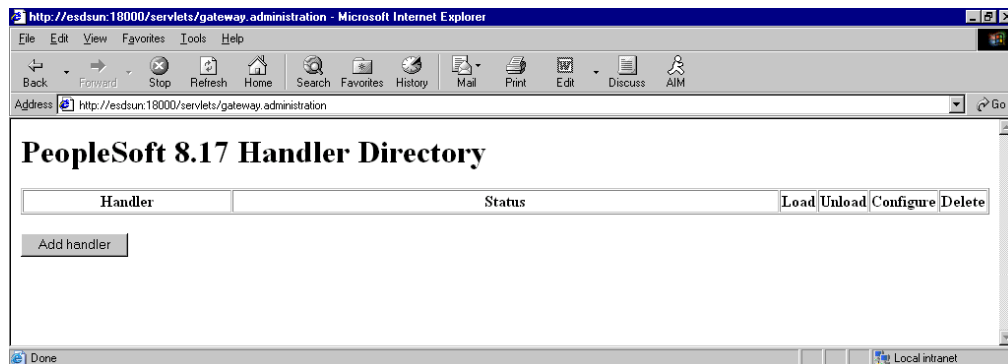 http://esdsun:18000/servlets/gateway.administration - Microsoft Internet Explorer
File Edit View Favorites Tools Help
Back Forward Stop Refresh Home Search Favorites History Mail Print Edit Discuss AIM
Address http://esdsun:18000/servlets/gateway.administration Go
PeopleSoft 8.17 Handler Directory
Handler Status Load Unload Configure Delete
Add handler
Done Local intranet